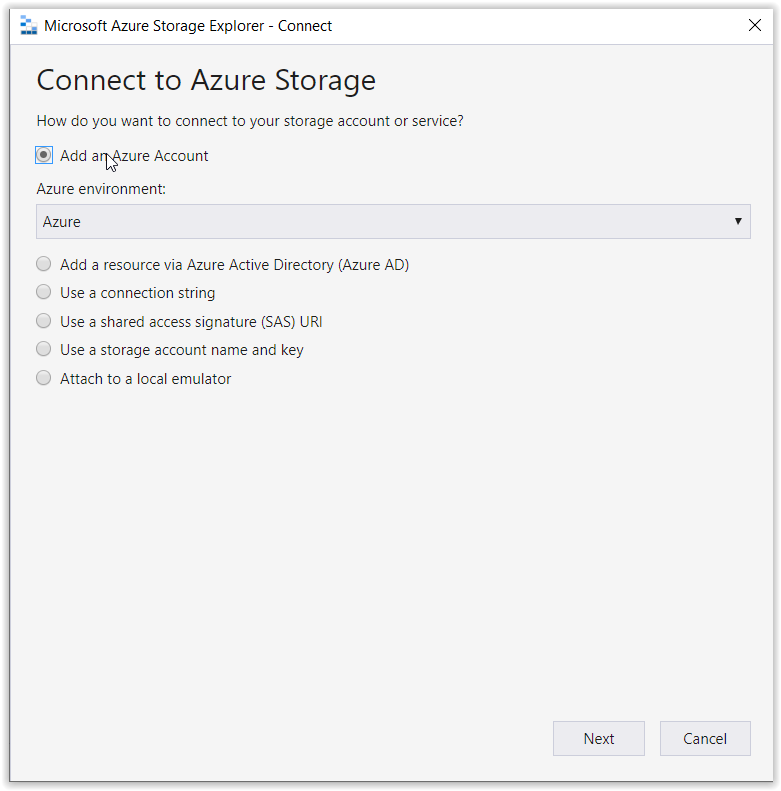 Microsoft Azure Storage Explorer - Connect
Connect to Azure Storage
How do you want to connect to your storage account or service?
Add an Azure Account
Azure environment:
Azure
Add a resource via Azure Active Directory (Azure AD)
Use a connection string
Use a shared access signature (SAS) URI
Use a storage account name and key
Attach to a local emulator
Next Cancel